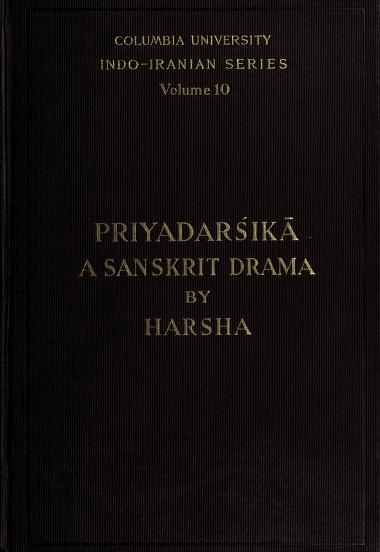 COLUMBIA UNIVERSITY
INDO-IRANIAN SERIES
Volume 10
PRIYADARŚIKĀ
A SANSKRIT DRAMA
BY
HARSHA